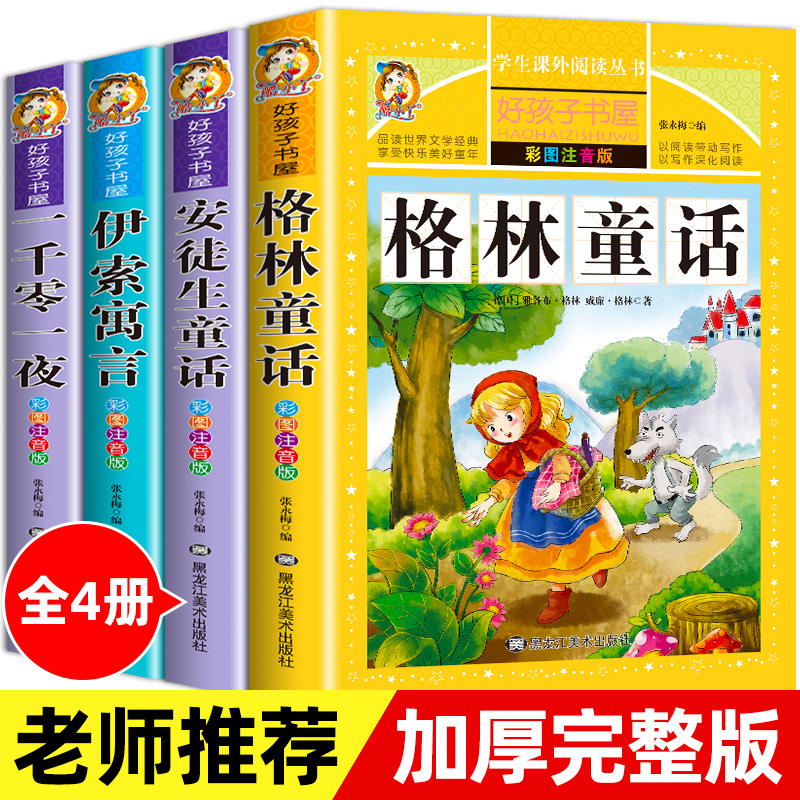 学生课外阅读丛书
好孩子书屋
HAOHAIZISHUWU
彩图注音版
品读世界文学经典
享受快乐美好童年
张永梅 编
以阅读带动写作
以写作深化阅读
格林童话
[德国] 雅各布·格林 威廉·格林 著
黑龙江美术出版社
好孩子书屋
格林童话
彩图注音版
张永梅 编
黑龙江美术出版社
好孩子书屋
安徒生童话
彩图注音版
张永梅 编
黑龙江美术出版社
好孩子书屋
伊索寓言
彩图注音版
张永梅 编
好孩子书屋
一千零一夜
彩图注音版
张永梅 编
全4册
老师推荐
加厚完整版